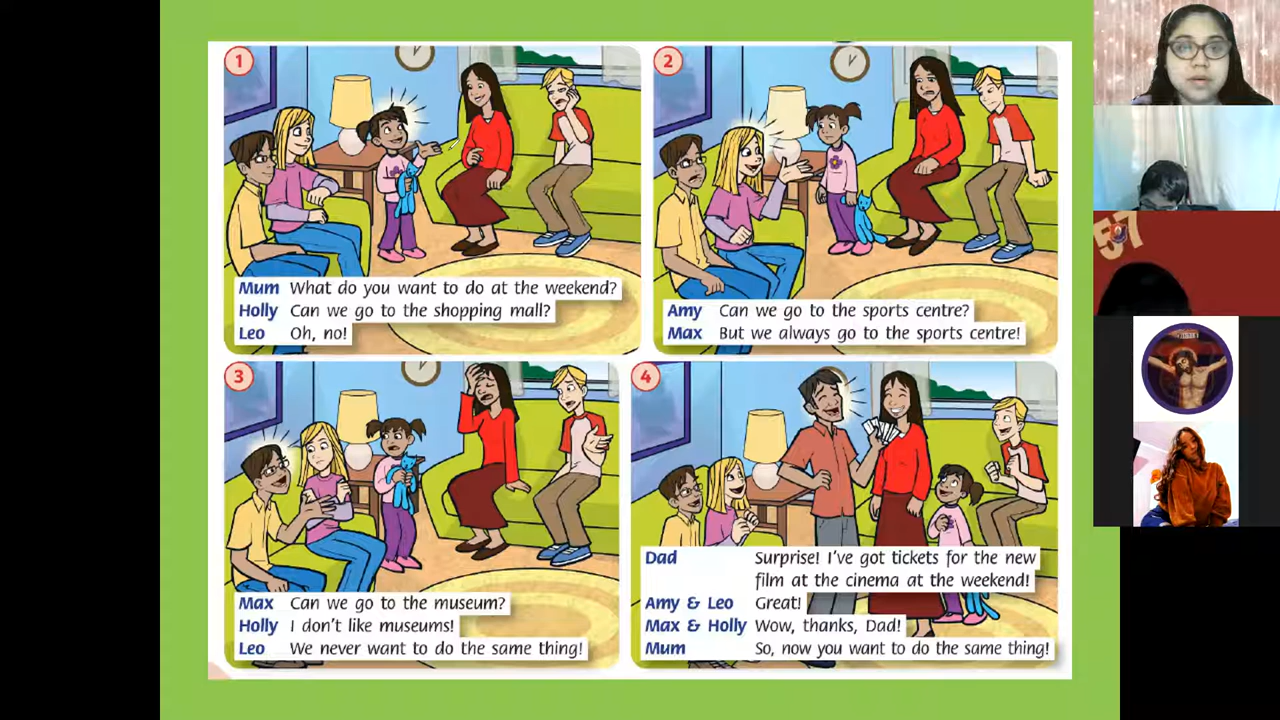 1
Mum What do you want to do at the weekend?
Holly Can we go to the shopping mall?
Leo Oh, no!
2
Amy Can we go to the sports centre?
Max But we always go to the sports centre!
3
Max Can we go to the museum?
Holly I don't like museums!
Leo We never want to do the same thing!
4
Dad Surprise! I've got tickets for the new
film at the cinema at the weekend!
Amy & Leo Great!
Max & Holly Wow, thanks, Dad!
Mum So, now you want to do the same thing!
57